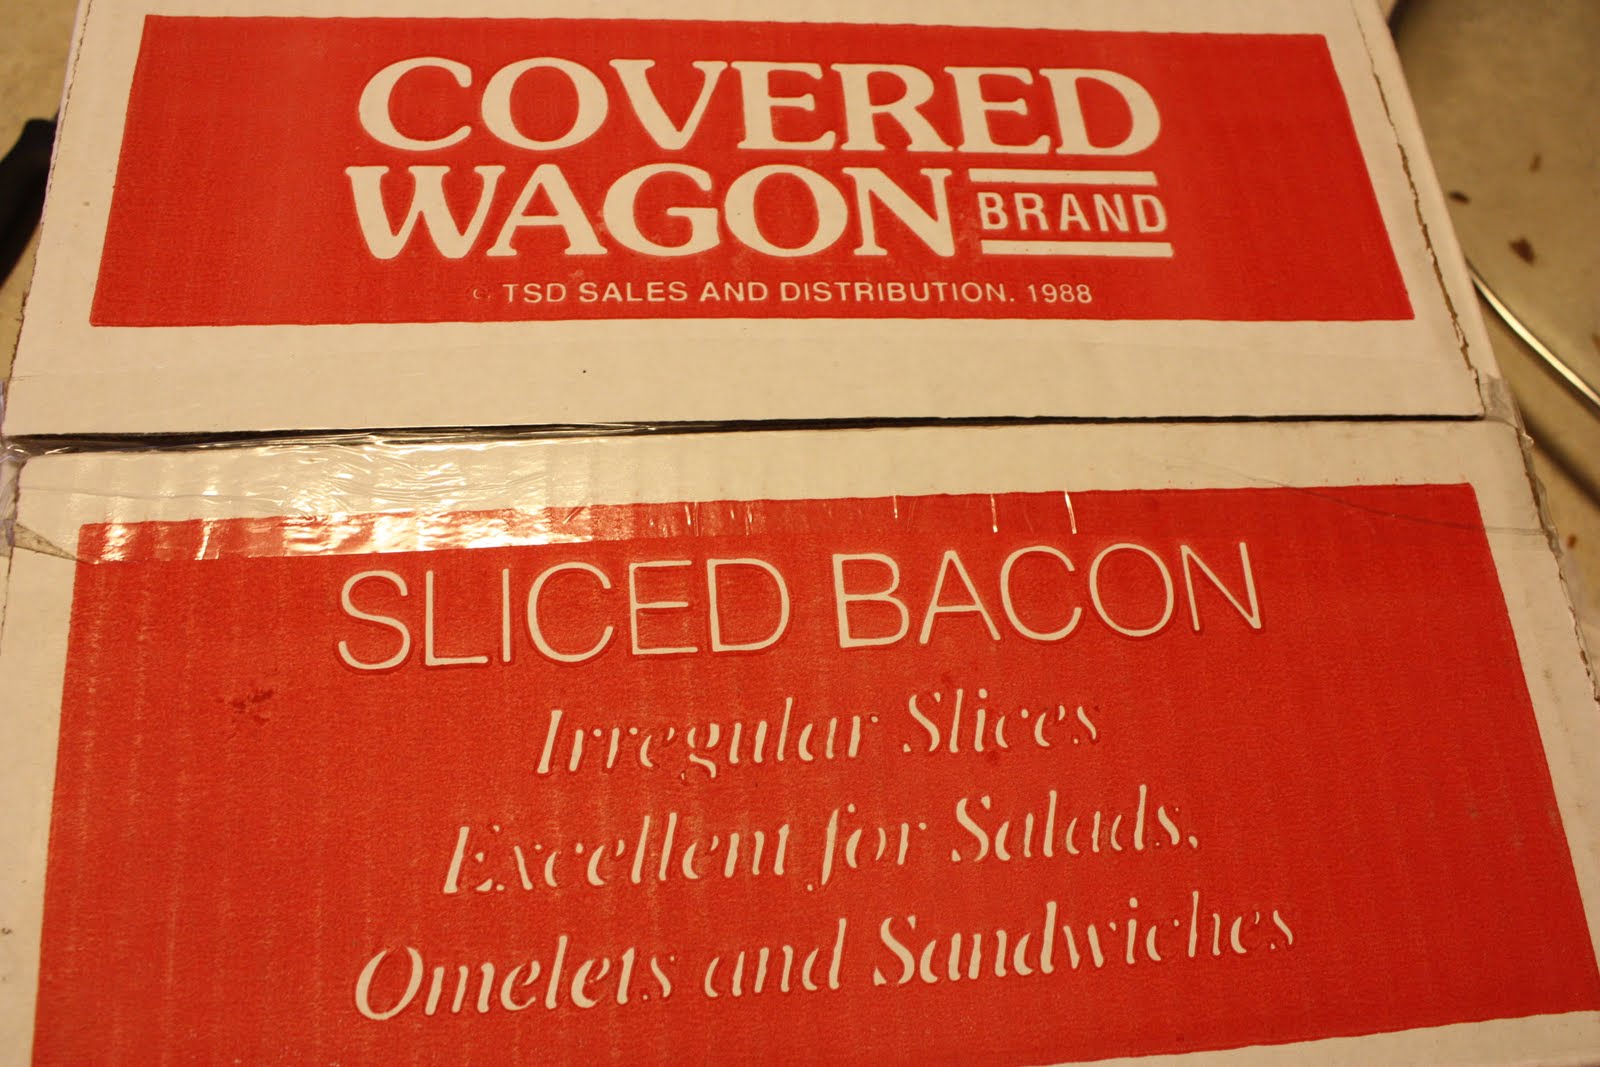 COVERED
WAGON BRAND
© TSD SALES AND DISTRIBUTION. 1988
SLICED BACON
Irregular Slices
Excellent for Salads,
Omelets and Sandwiches